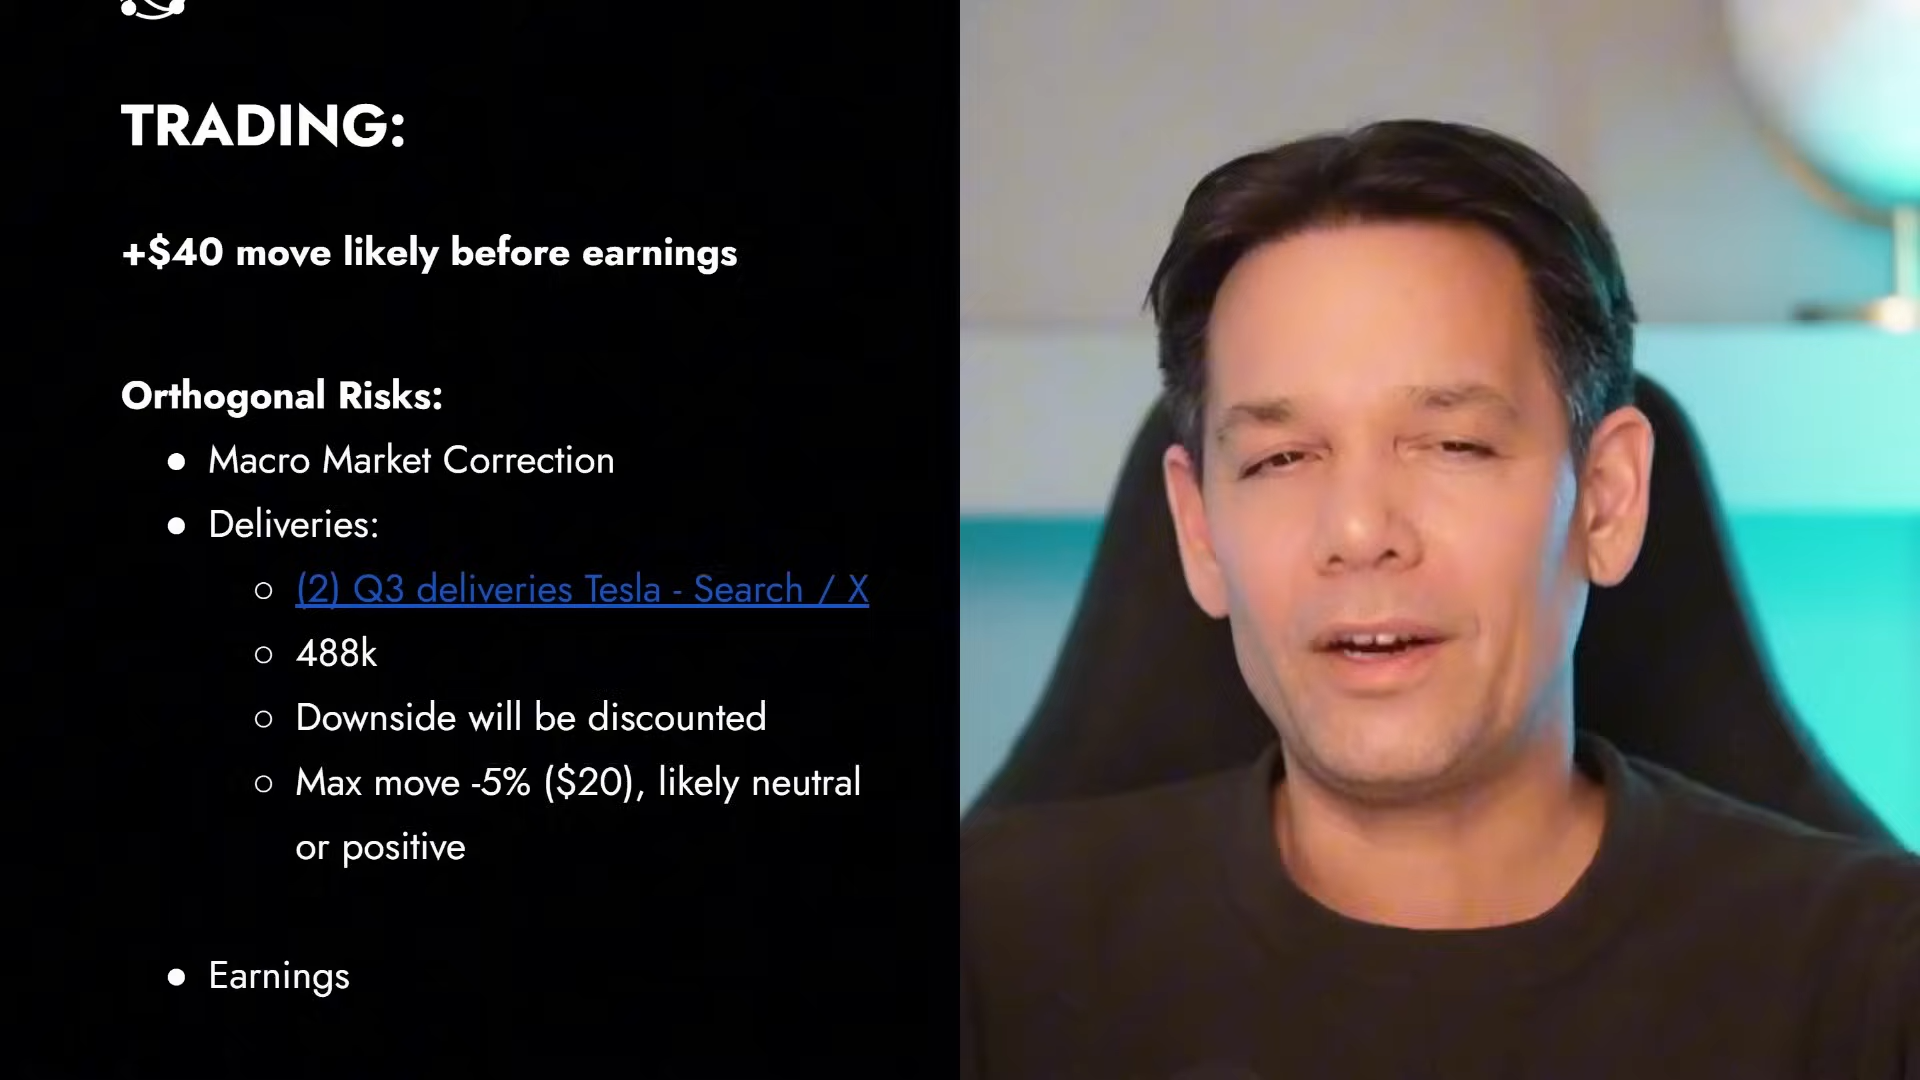 TRADING:
+$40 move likely before earnings
Orthogonal Risks:
● Macro Market Correction
● Deliveries:
○ (2) Q3 deliveries Tesla - Search / X
○ 488k
○ Downside will be discounted
○ Max move -5% ($20), likely neutral
or positive
● Earnings